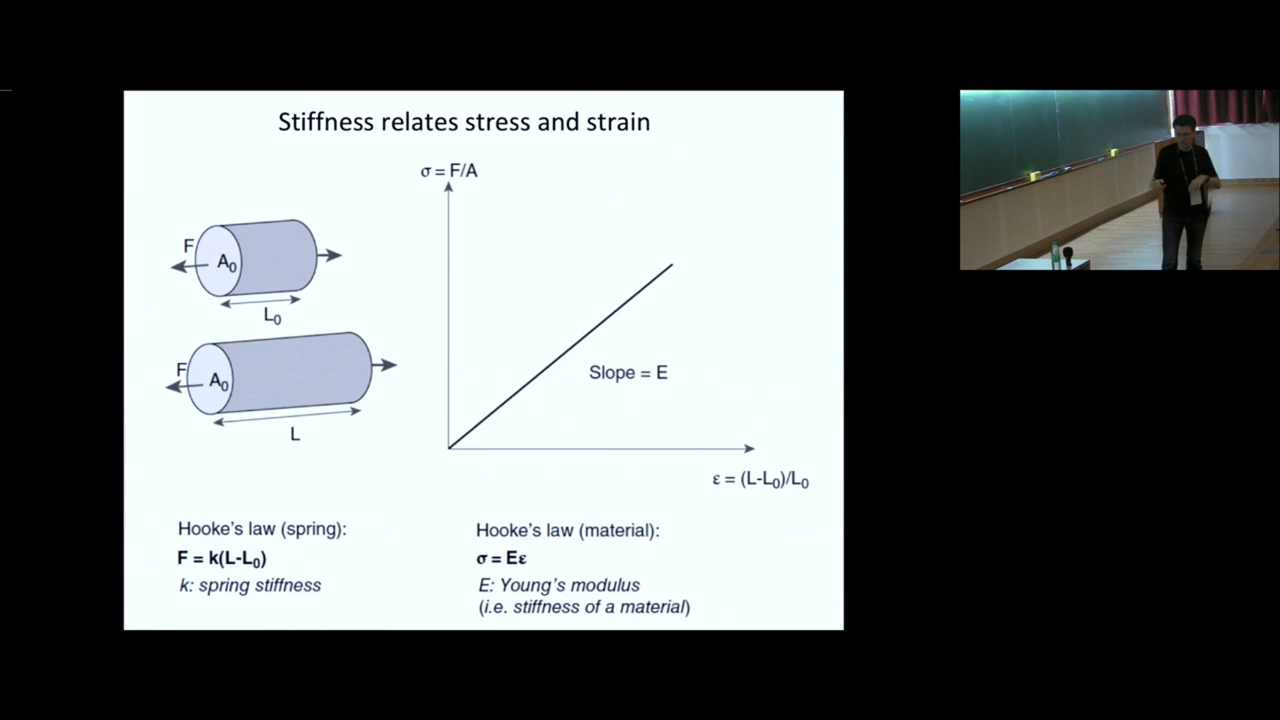 Stiffness relates stress and strain
σ = F/A
F
A₀
L₀
F
A₀
L
Slope = E
ε = (L-L₀)/L₀
Hooke's law (spring):
F = k(L-L₀)
k: spring stiffness
Hooke's law (material):
σ = Eε
E: Young's modulus
(i.e. stiffness of a material)